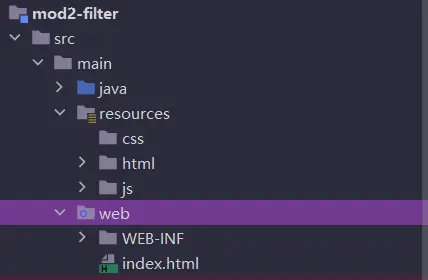 mod2-filter
src
main
java
resources
css
html
js
web
WEB-INF
index.html